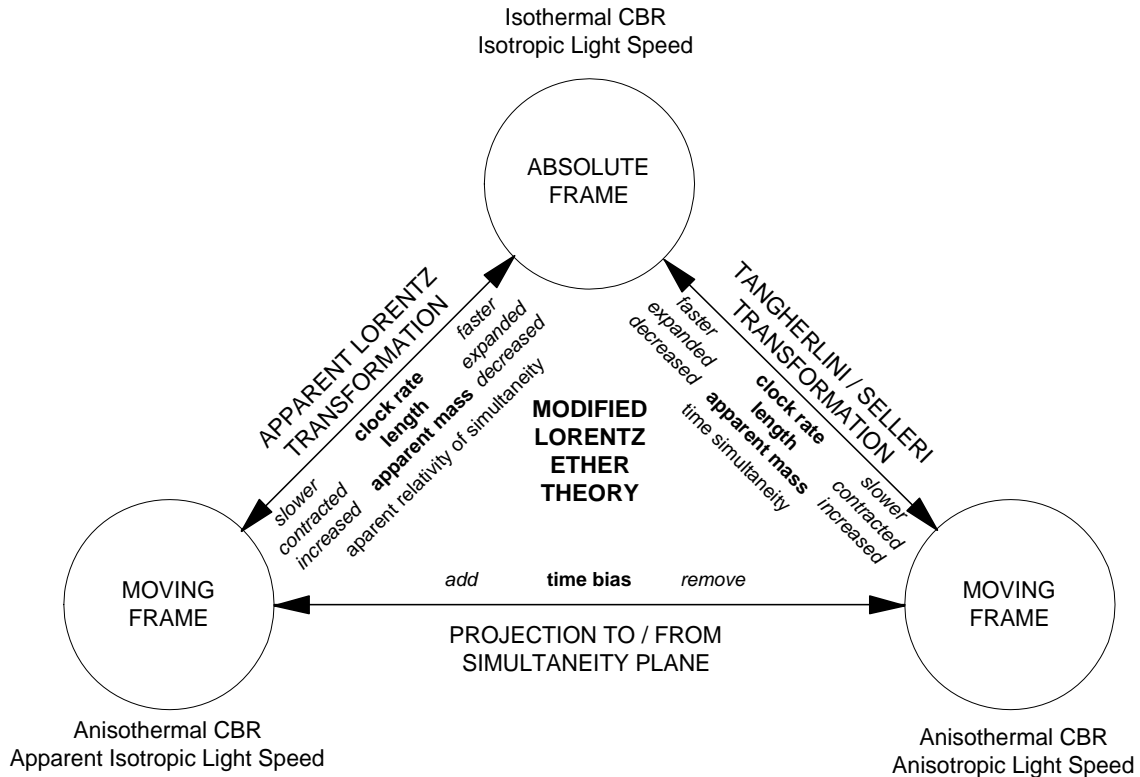 Isothermal CBR
Isotropic Light Speed
ABSOLUTE
FRAME
APPARENT LORENTZ
TRANSFORMATION
faster
expanded
decreased
clock rate
length
apparent mass
slower
contracted
increased
aparent relativity of simultaneity
MODIFIED
LORENTZ
ETHER
THEORY
TANGHERLINI / SELLERI
TRANSFORMATION
faster
expanded
decreased
clock rate
length
apparent mass
time simultaneity
slower
contracted
increased
MOVING
FRAME
add time bias remove
PROJECTION TO / FROM
SIMULTANEITY PLANE
MOVING
FRAME
Anisothermal CBR
Apparent Isotropic Light Speed
Anisothermal CBR
Anisotropic Light Speed